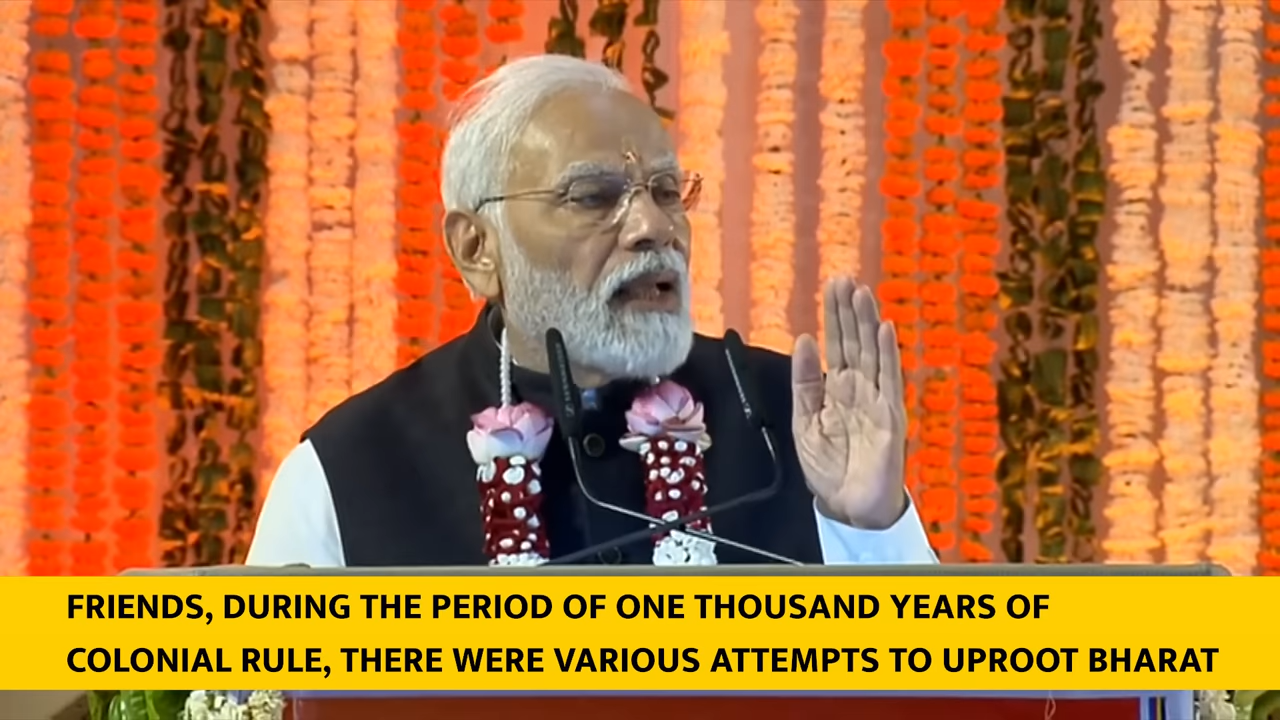 FRIENDS, DURING THE PERIOD OF ONE THOUSAND YEARS OF
COLONIAL RULE, THERE WERE VARIOUS ATTEMPTS TO UPROOT BHARAT